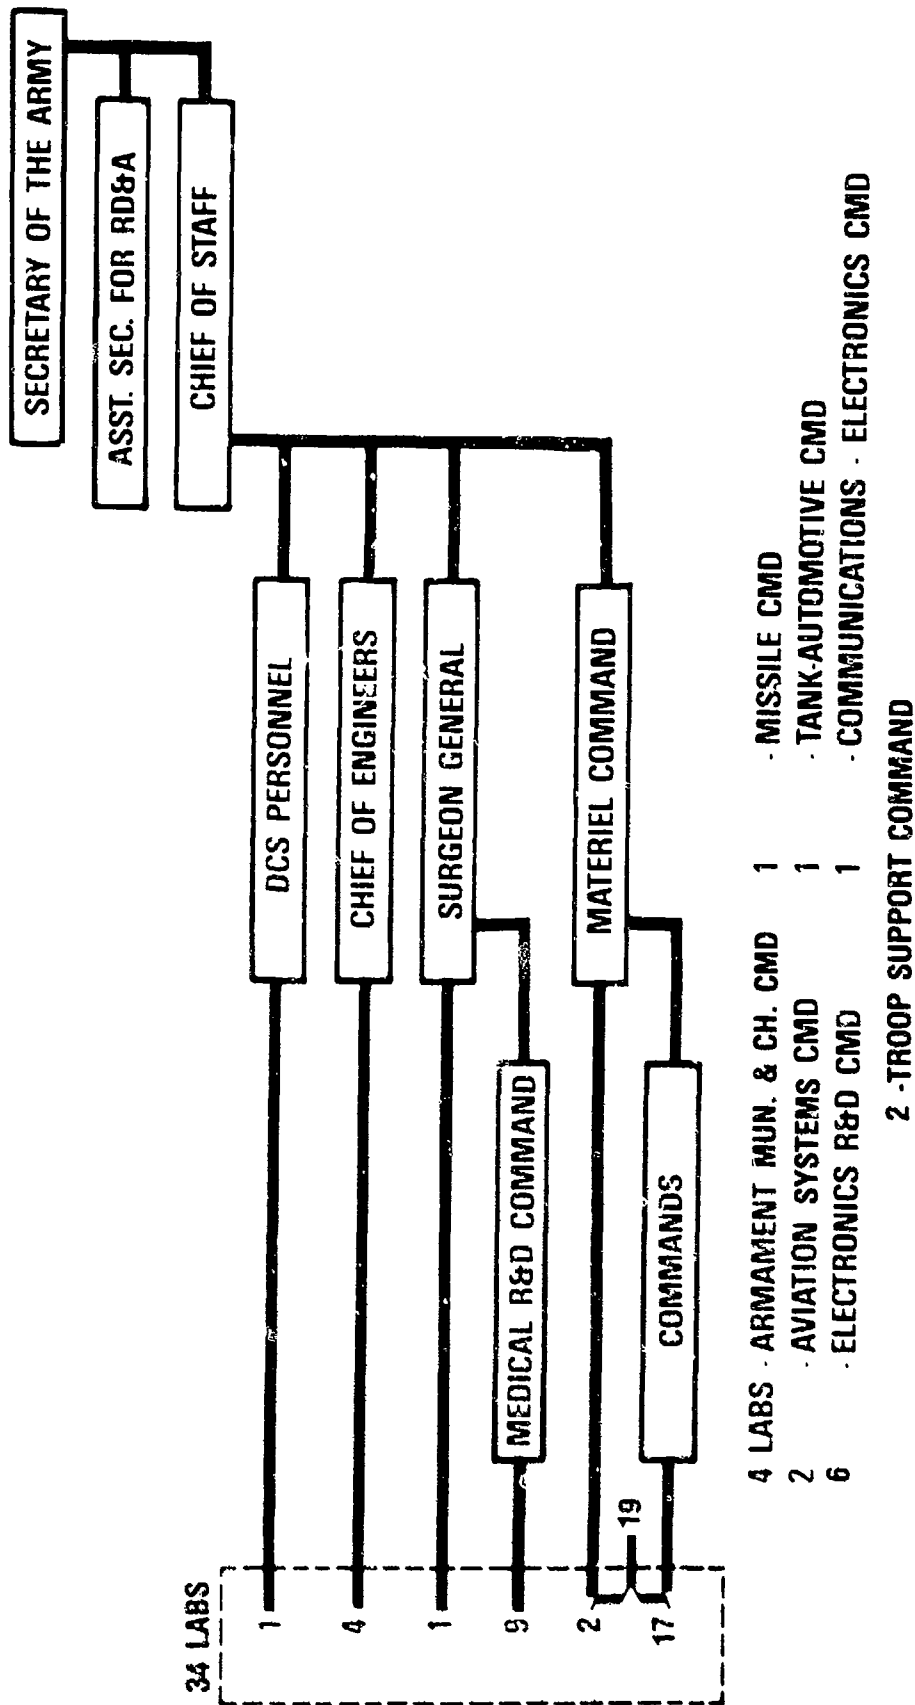 SECRETARY OF THE ARMY
ASST. SEC. FOR RD&A
CHIEF OF STAFF
34 LABS
1
DCS PERSONNEL
4
CHIEF OF ENGINEERS
1
SURGEON GENERAL
9
MEDICAL R&D COMMAND
2
MATERIEL COMMAND
19
17
COMMANDS
4 LABS - ARMAMENT MUN. & CH. CMD 1 - MISSILE CMD
2 - AVIATION SYSTEMS CMD 1 - TANK-AUTOMOTIVE CMD
6 - ELECTRONICS R&D CMD 1 - COMMUNICATIONS - ELECTRONICS CMD
2 - TROOP SUPPORT COMMAND